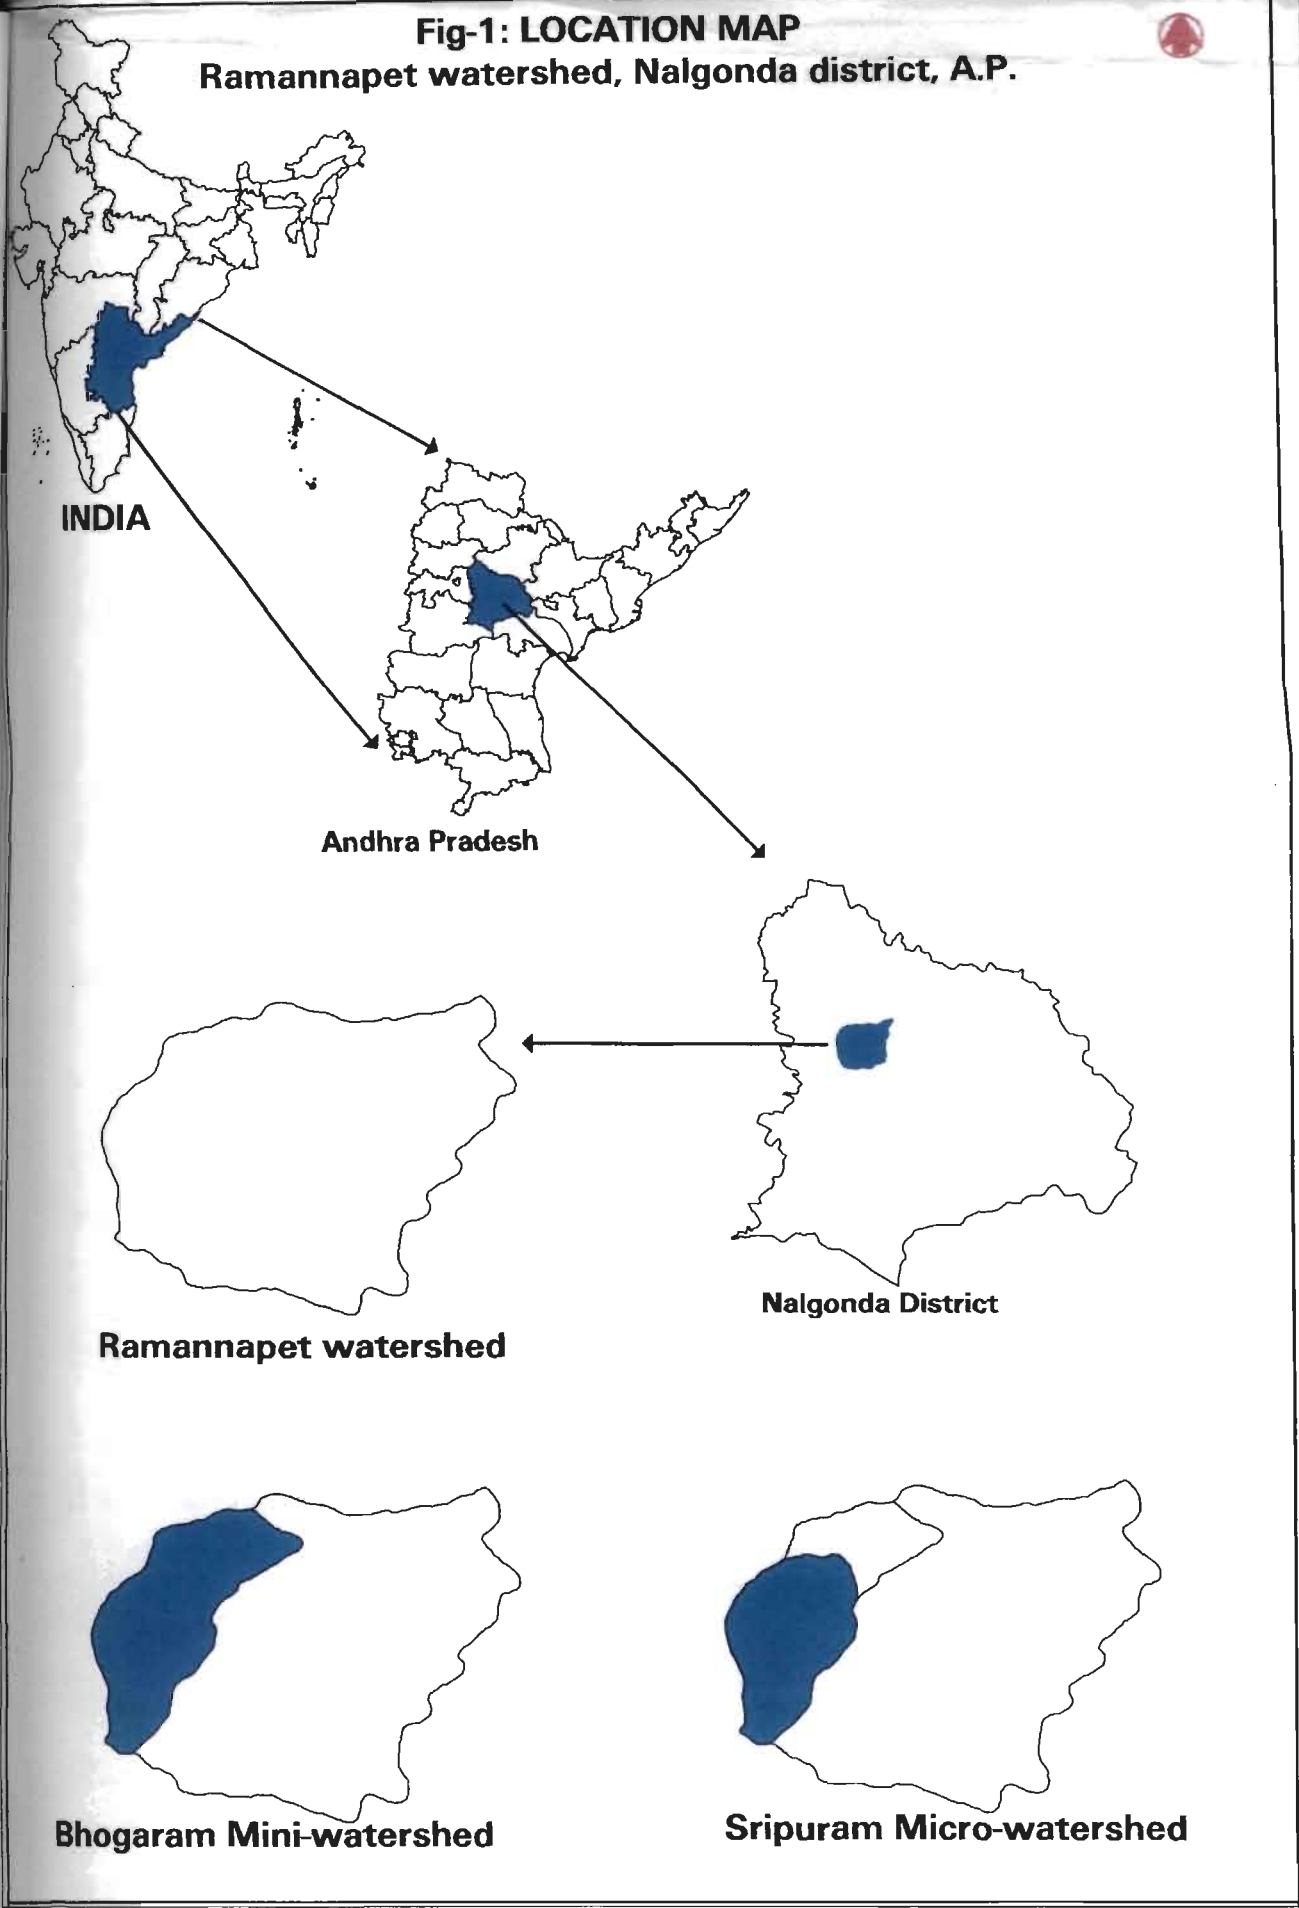 Fig-1: LOCATION MAP
Ramannapet watershed, Nalgonda district, A.P.
INDIA
Andhra Pradesh
Nalgonda District
Ramannapet watershed
Bhogaram Mini-watershed
Sripuram Micro-watershed